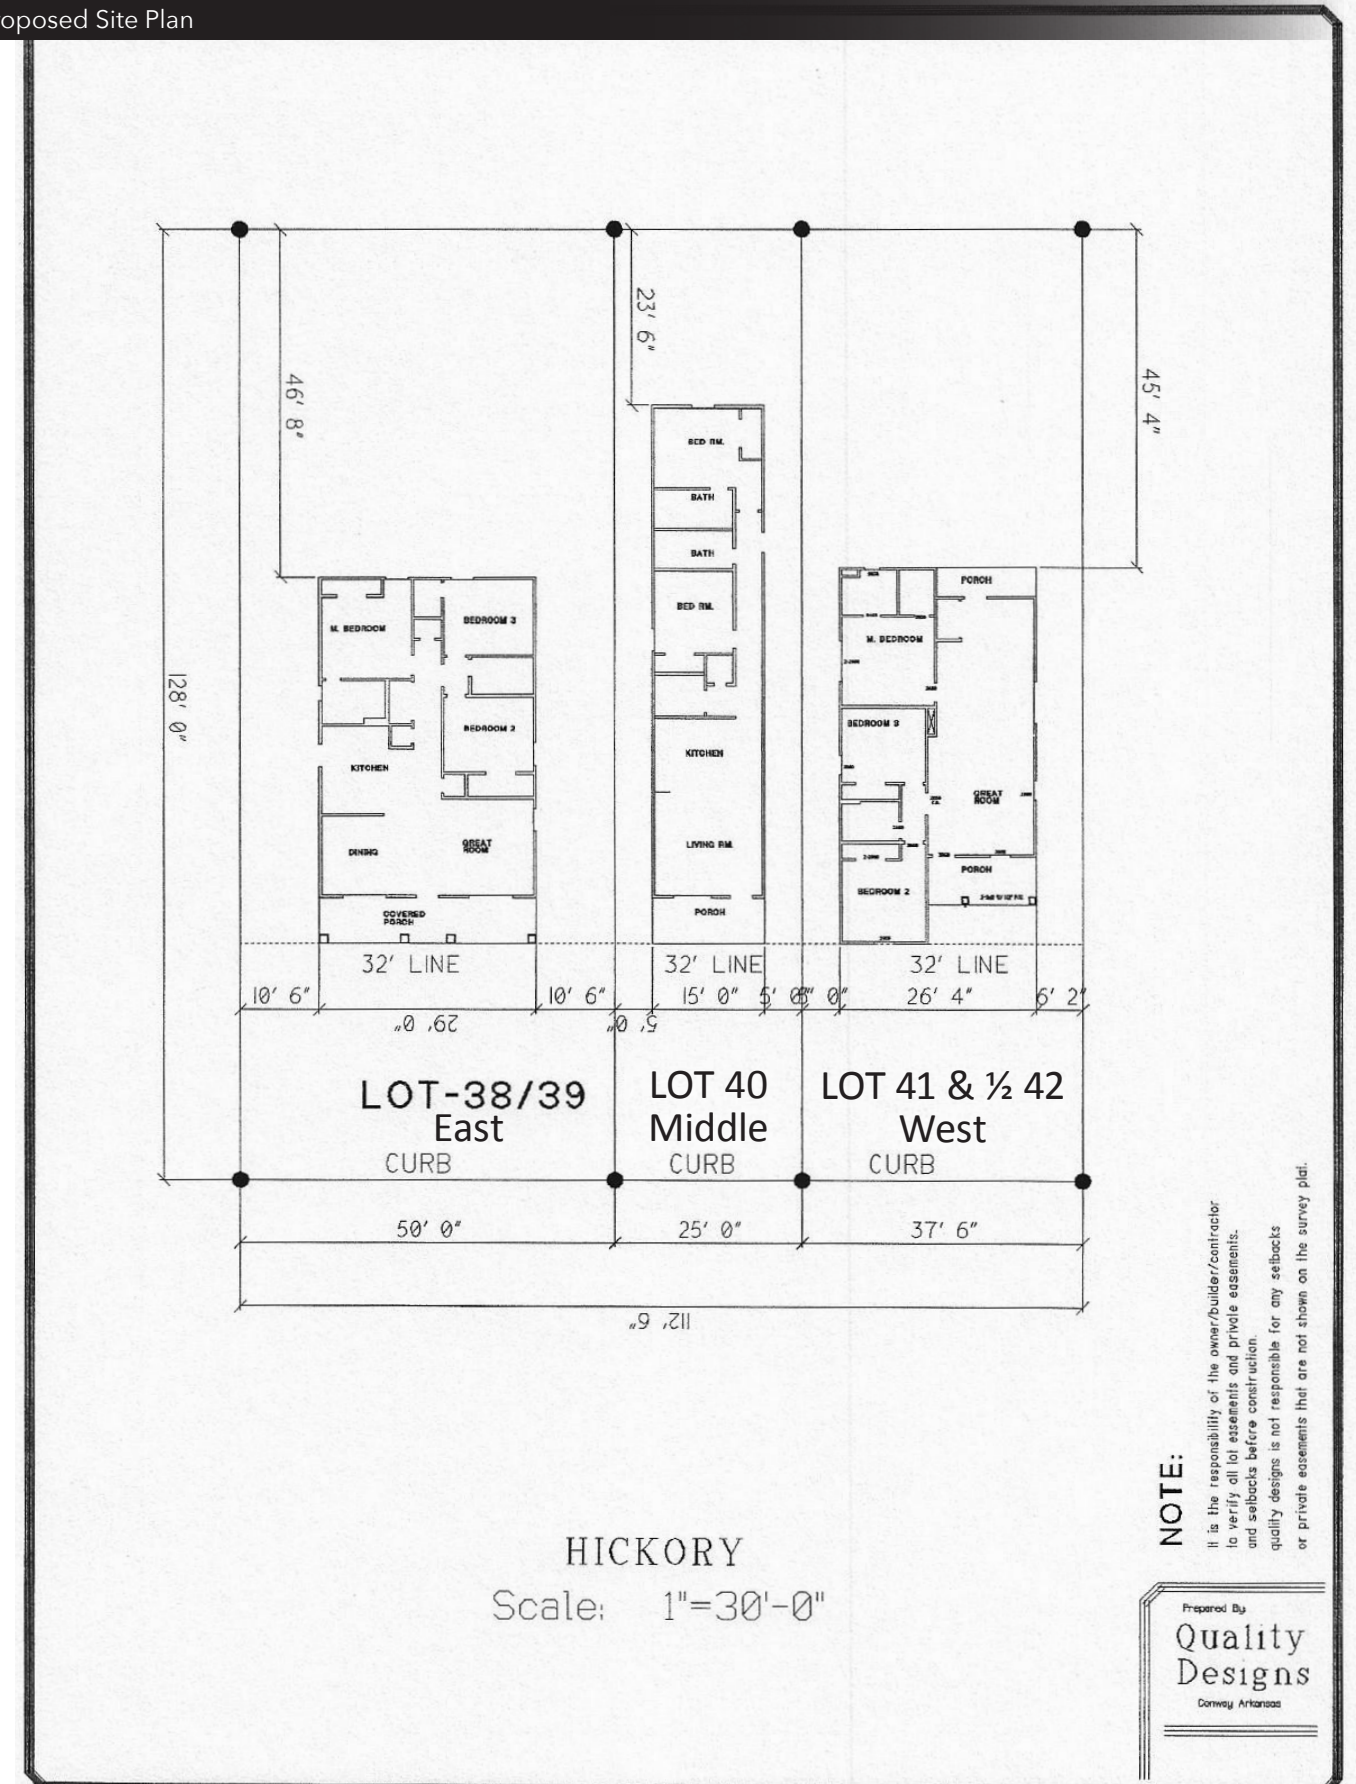 oposed Site Plan
23' 6"
46' 8"
45' 4"
128' 0"
BED RM.
BATH
BATH
BED RM.
KITCHEN
LIVING RM.
PORCH
M. BEDROOM
BEDROOM 3
BEDROOM 2
KITCHEN
DINING
GREAT
ROOM
COVERED
PORCH
PORCH
M. BEDROOM
BEDROOM 3
GREAT
ROOM
PORCH
BEDROOM 2
32' LINE
32' LINE
32' LINE
10' 6"
29' 0"
10' 6"
5' 0"
15' 0"
5' 0"
26' 4"
6' 2"
LOT-38/39
East
CURB
LOT 40
Middle
CURB
LOT 41 & ½ 42
West
CURB
50' 0"
25' 0"
37' 6"
112' 6"
NOTE:
It is the responsibility of the owner/builder/contractor
to verify all lot easements and private easements.
and setbacks before construction.
quality designs is not responsible for any setbacks
or private easements that are not shown on the survey plat.
HICKORY
Scale: 1"=30'-0"
Prepared By
Quality
Designs
Conway Arkansas